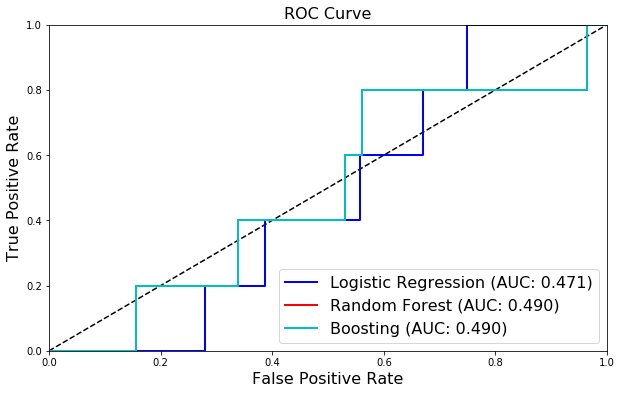 ROC Curve
1.0
0.8
0.6
0.4
0.2
0.0
True Positive Rate
Logistic Regression (AUC: 0.471)
Random Forest (AUC: 0.490)
Boosting (AUC: 0.490)
0.0 0.2 0.4 0.6 0.8 1.0
False Positive Rate